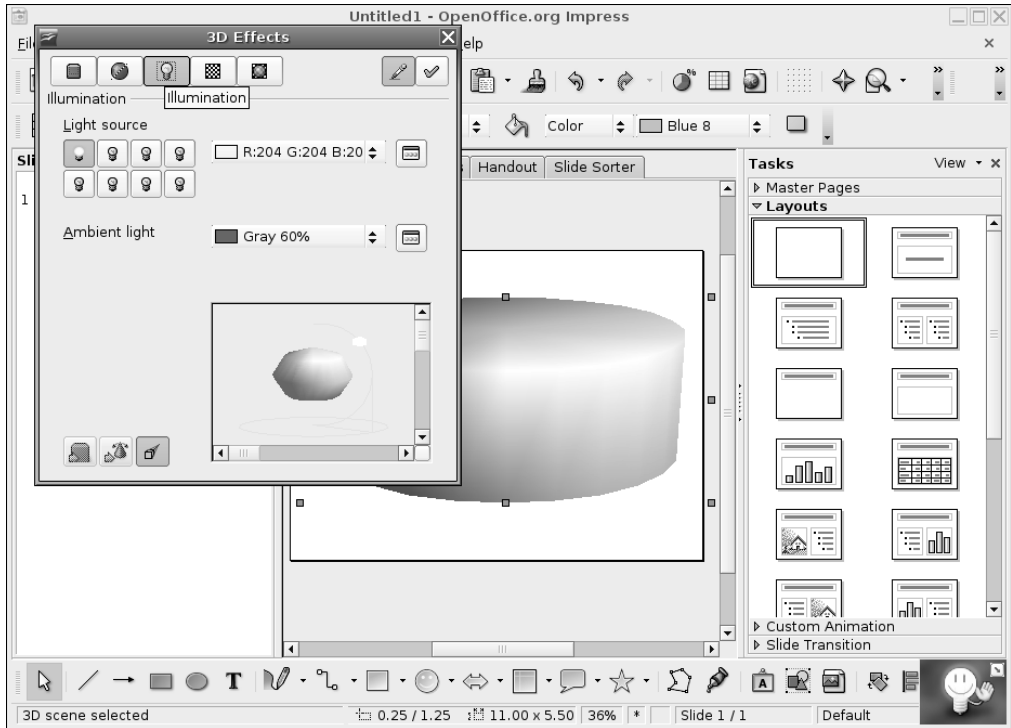 Untitled1 - OpenOffice.org Impress
3D Effects
elp
Illumination
Illumination
Light source
R:204 G:204 B:20
Ambient light
Gray 60%
Color
Blue 8
Handout
Slide Sorter
1
Tasks
View
Master Pages
Layouts
Custom Animation
Slide Transition
T
A
3D scene selected
0.25 / 1.25
11.00 x 5.50
36%
*
Slide 1 / 1
Default